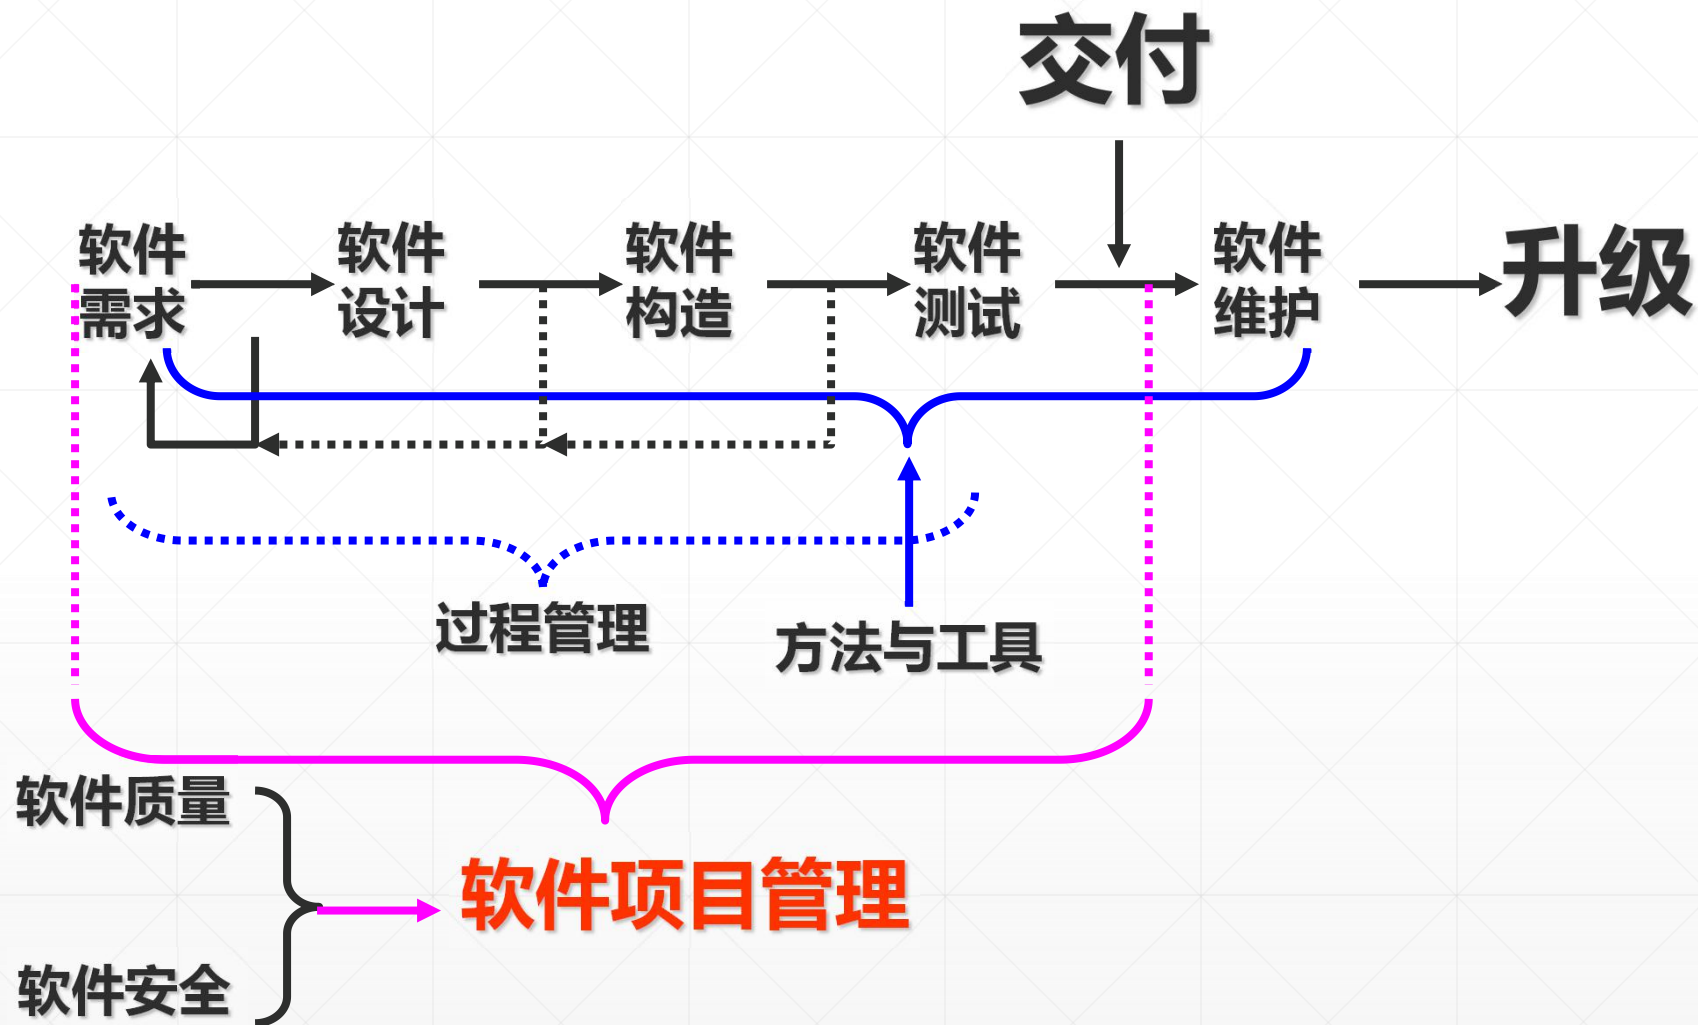 交付
软件
需求
软件
设计
软件
构造
软件
测试
软件
维护
升级
过程管理
方法与工具
软件质量
软件项目管理
软件安全